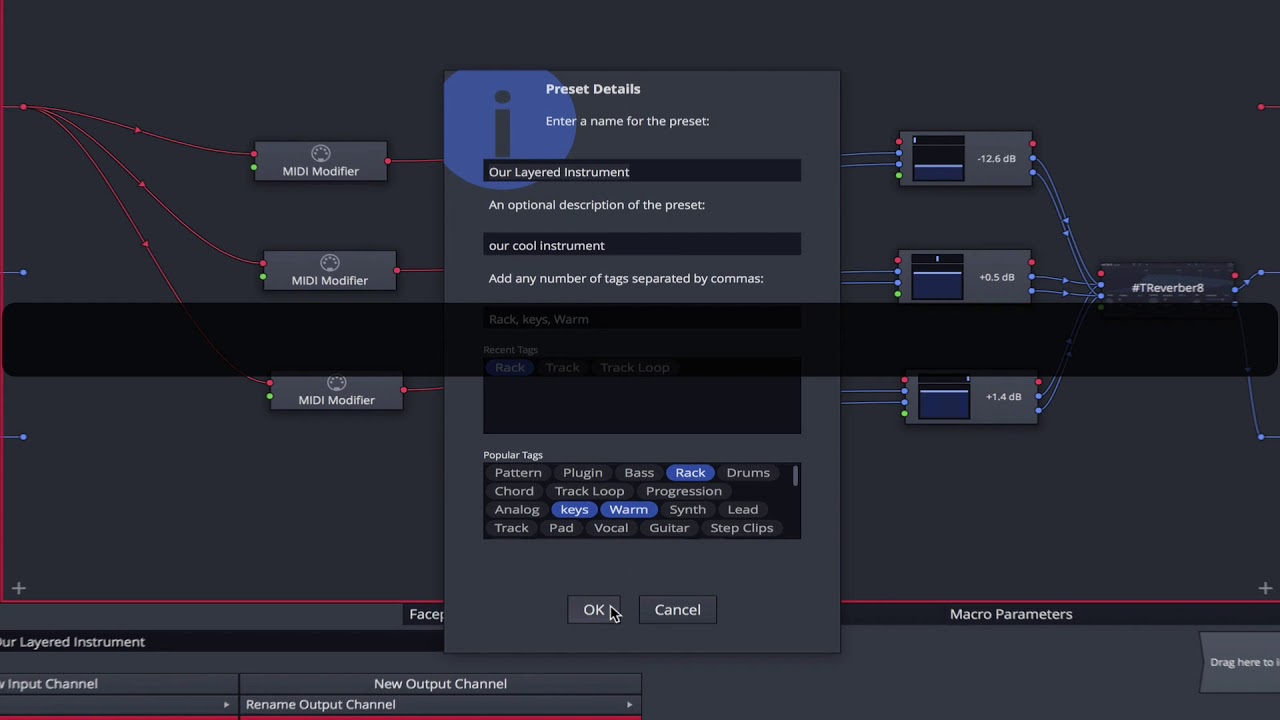 Preset Details
Enter a name for the preset:
Our Layered Instrument
An optional description of the preset:
our cool instrument
Add any number of tags separated by commas:
Rack, keys, Warm
Recent Tags
Rack Track Track Loop
Popular Tags
Pattern Plugin Bass Rack Drums
Chord Track Loop Progression
Analog keys Warm Synth Lead
Track Pad Vocal Guitar Step Clips
OK Cancel
MIDI Modifier
MIDI Modifier
MIDI Modifier
-12.6 dB
+0.5 dB
#TReverber8
+1.4 dB
Facep
Macro Parameters
ur Layered Instrument
Drag here to i
w Input Channel
New Output Channel
Rename Output Channel